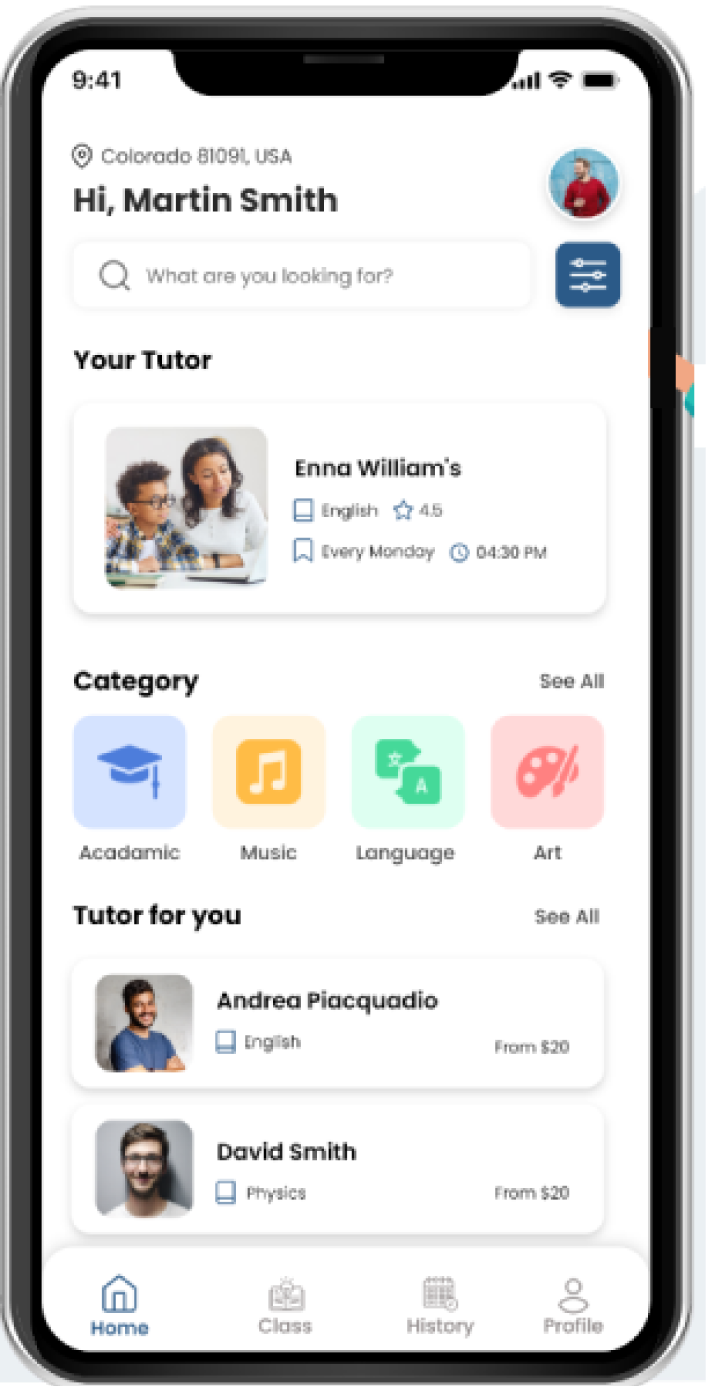 9:41
Colorado 81091, USA
Hi, Martin Smith
What are you looking for?
Your Tutor
Enna William's
English 4.5
Every Monday 04:30 PM
Category See All
Acadamic Music Language Art
Tutor for you See All
Andrea Piacquadio
English From $20
David Smith
Physics From $20
Home Class History Profile